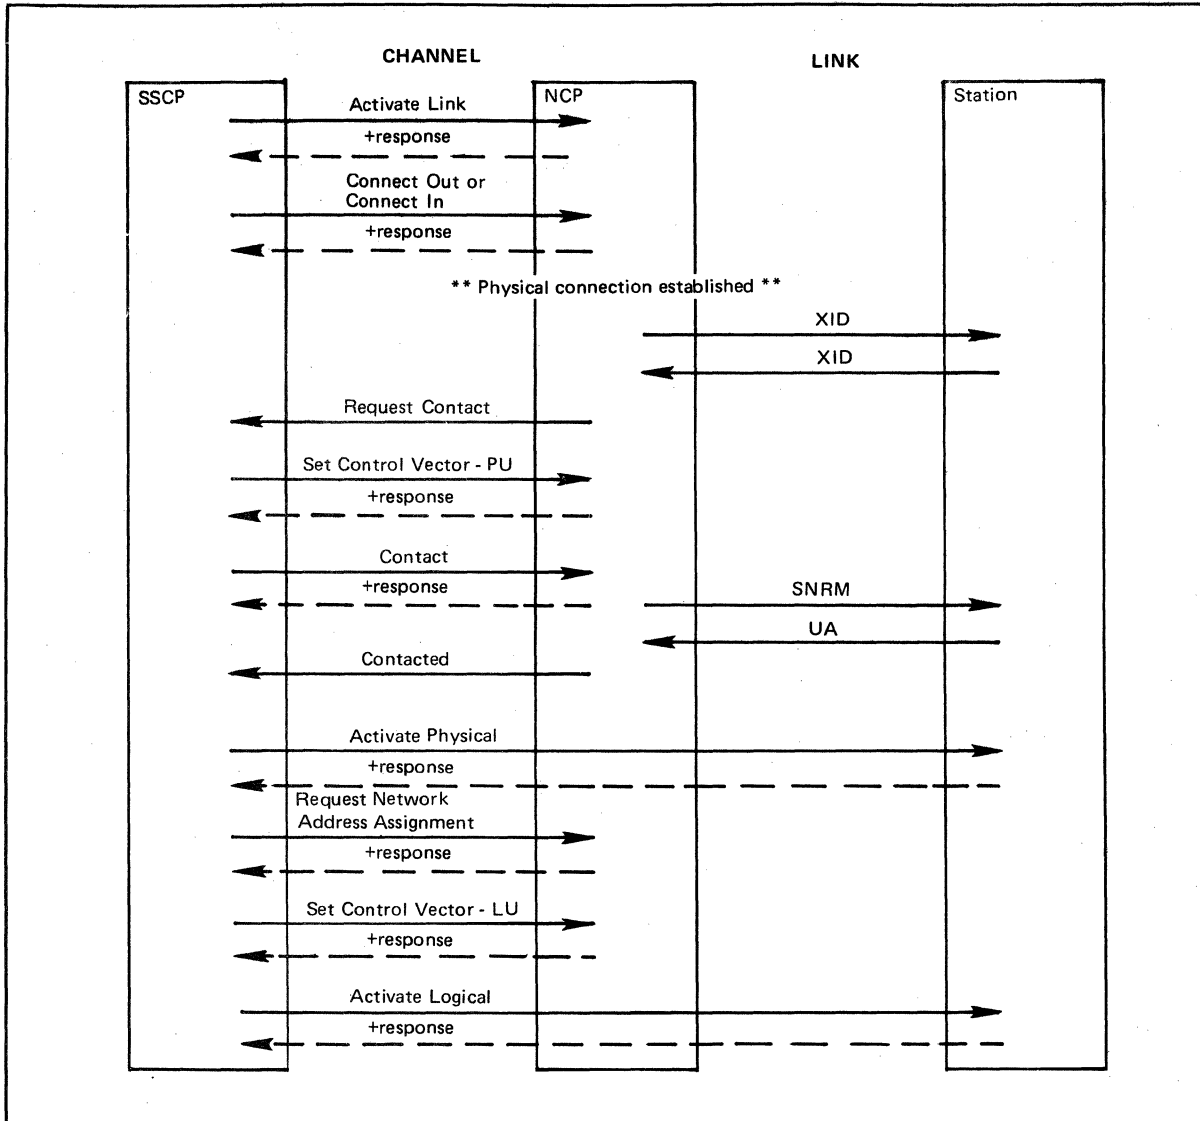 CHANNEL
LINK
SSCP
NCP
Station
Activate Link
+response
Connect Out or
Connect In
+response
** Physical connection established **
XID
XID
Request Contact
Set Control Vector - PU
+response
Contact
+response
SNRM
UA
Contacted
Activate Physical
+response
Request Network
Address Assignment
+response
Set Control Vector - LU
+response
Activate Logical
+response